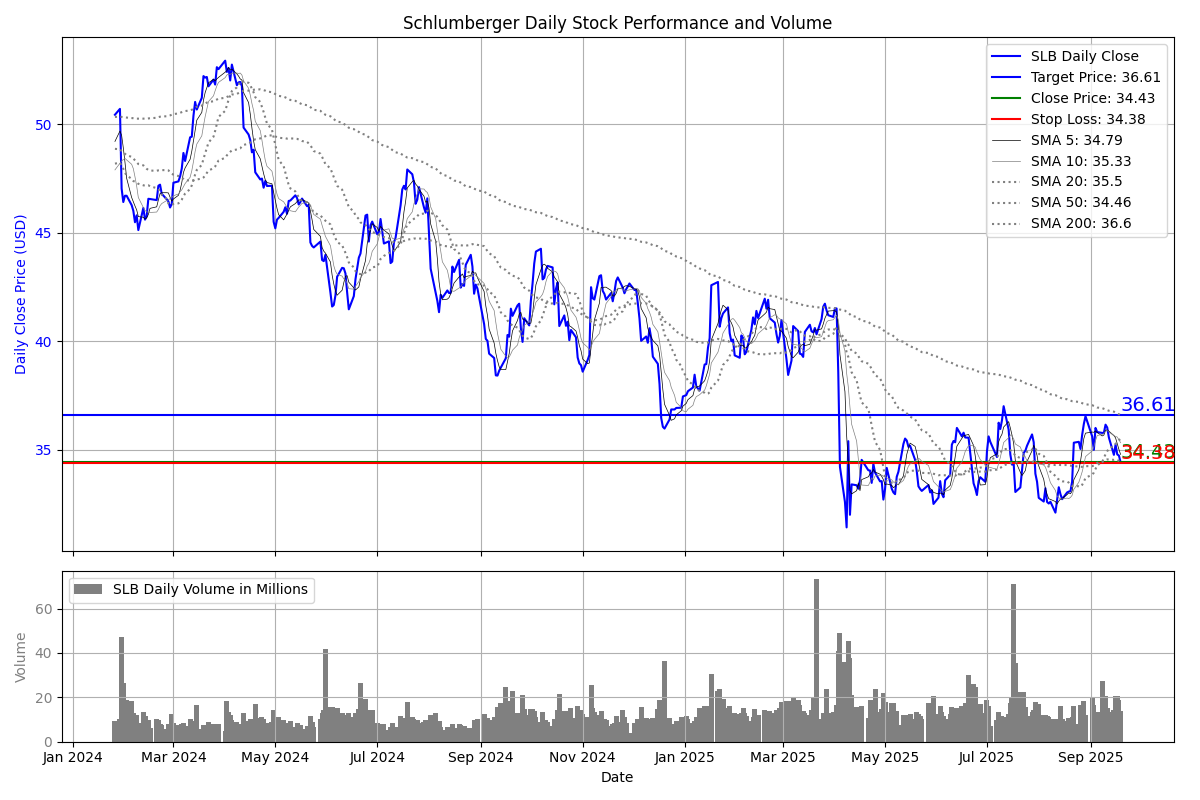 Schlumberger Daily Stock Performance and Volume
Daily Close Price (USD)
50
45
40
35
SLB Daily Close
Target Price: 36.61
Close Price: 34.43
Stop Loss: 34.38
SMA 5: 34.79
SMA 10: 35.33
SMA 20: 35.5
SMA 50: 34.46
SMA 200: 36.6
36.61
34.43
34.38
SLB Daily Volume in Millions
Volume
60
40
20
0
Jan 2024
Mar 2024
May 2024
Jul 2024
Sep 2024
Nov 2024
Jan 2025
Mar 2025
May 2025
Jul 2025
Sep 2025
Date